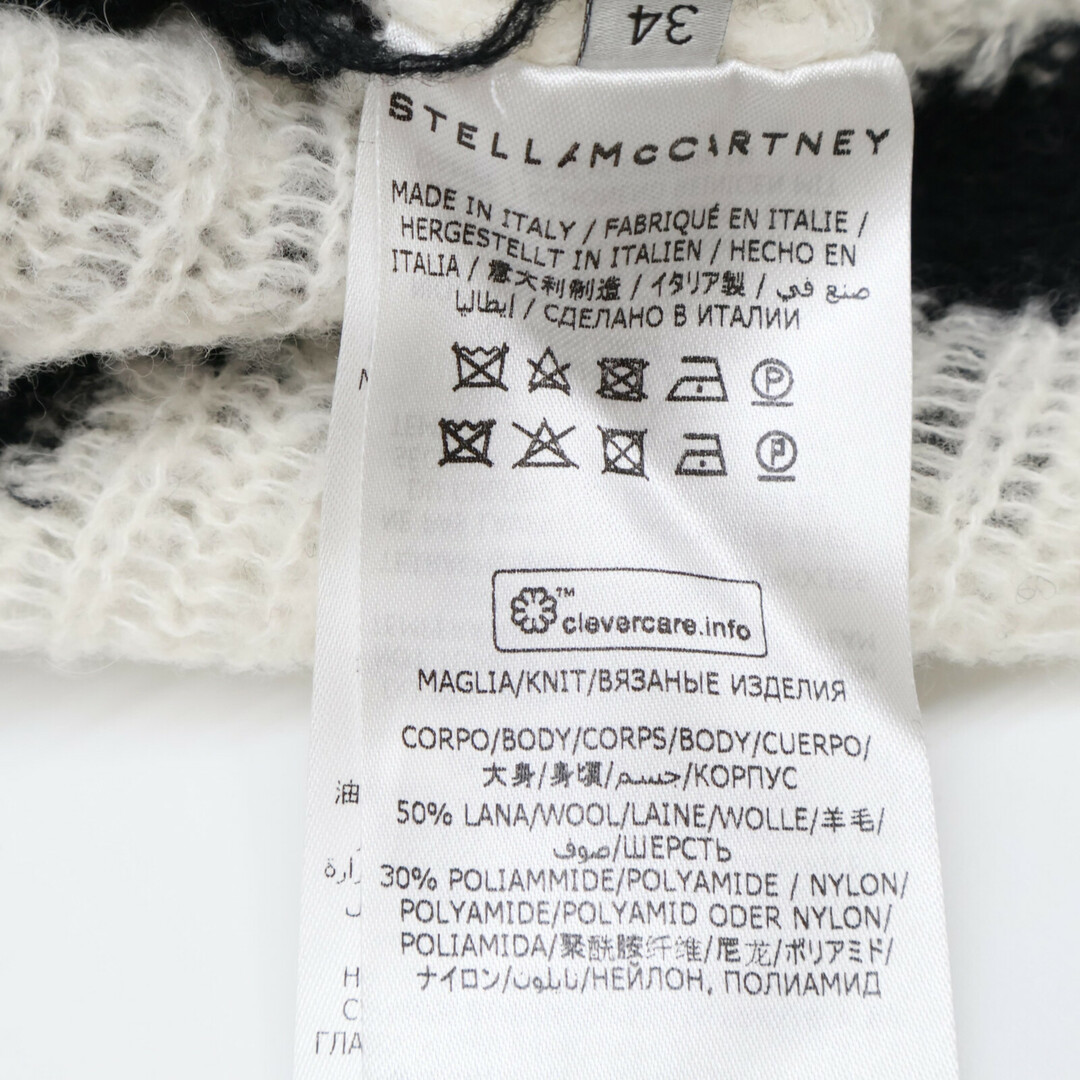 34
STELLA McCARTNEY
MADE IN ITALY / FABRIQUÉ EN ITALIE /
HERGESTELLT IN ITALIEN / HECHO EN
ITALIA / 意大利制造 / イタリア製 / صنع في
إيطاليا / СДЕЛАНО В ИТАЛИИ
P
P
™
clevercare.info
MAGLIA/KNIT/ВЯЗАНЫЕ ИЗДЕЛИЯ
CORPO/BODY/CORPS/BODY/CUERPO/
大身/身頃/جسم/КОРПУС
50% LANA/WOOL/LAINE/WOLLE/羊毛/
صوف/ШЕРСТЬ
30% POLIAMMIDE/POLYAMIDE / NYLON/
POLYAMIDE/POLYAMID ODER NYLON/
POLIAMIDA/聚酰胺纤维/尼龙/ポリアミド/
ナイロン/نايلون/НЕЙЛОН, ПОЛИАМИД
油